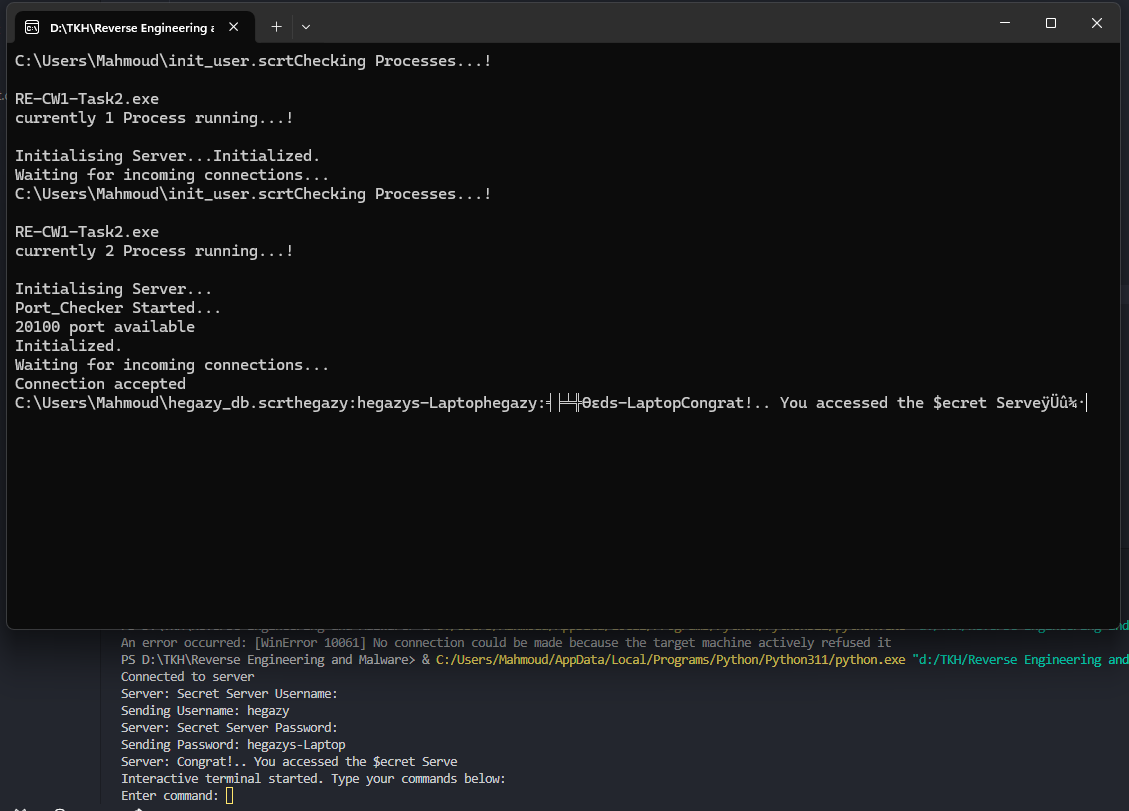 D:\TKH\Reverse Engineering a
C:\Users\Mahmoud\init_user.scrtChecking Processes...!
RE-CW1-Task2.exe
currently 1 Process running...!
Initialising Server...Initialized.
Waiting for incoming connections...
C:\Users\Mahmoud\init_user.scrtChecking Processes...!
RE-CW1-Task2.exe
currently 2 Process running...!
Initialising Server...
Port_Checker Started...
20100 port available
Initialized.
Waiting for incoming connections...
Connection accepted
C:\Users\Mahmoud\hegazy_db.scrthegazy:hegazys-Laptophegazy:╡ ╞╧╬Θεds-LaptopCongrat!.. You accessed the $ecret ServeÿÜû¾·
An error occurred: [WinError 10061] No connection could be made because the target machine actively refused it
PS D:\TKH\Reverse Engineering and Malware> & C:/Users/Mahmoud/AppData/Local/Programs/Python/Python311/python.exe "d:/TKH/Reverse Engineering and
Connected to server
Server: Secret Server Username:
Sending Username: hegazy
Server: Secret Server Password:
Sending Password: hegazys-Laptop
Server: Congrat!.. You accessed the $ecret Serve
Interactive terminal started. Type your commands below:
Enter command: